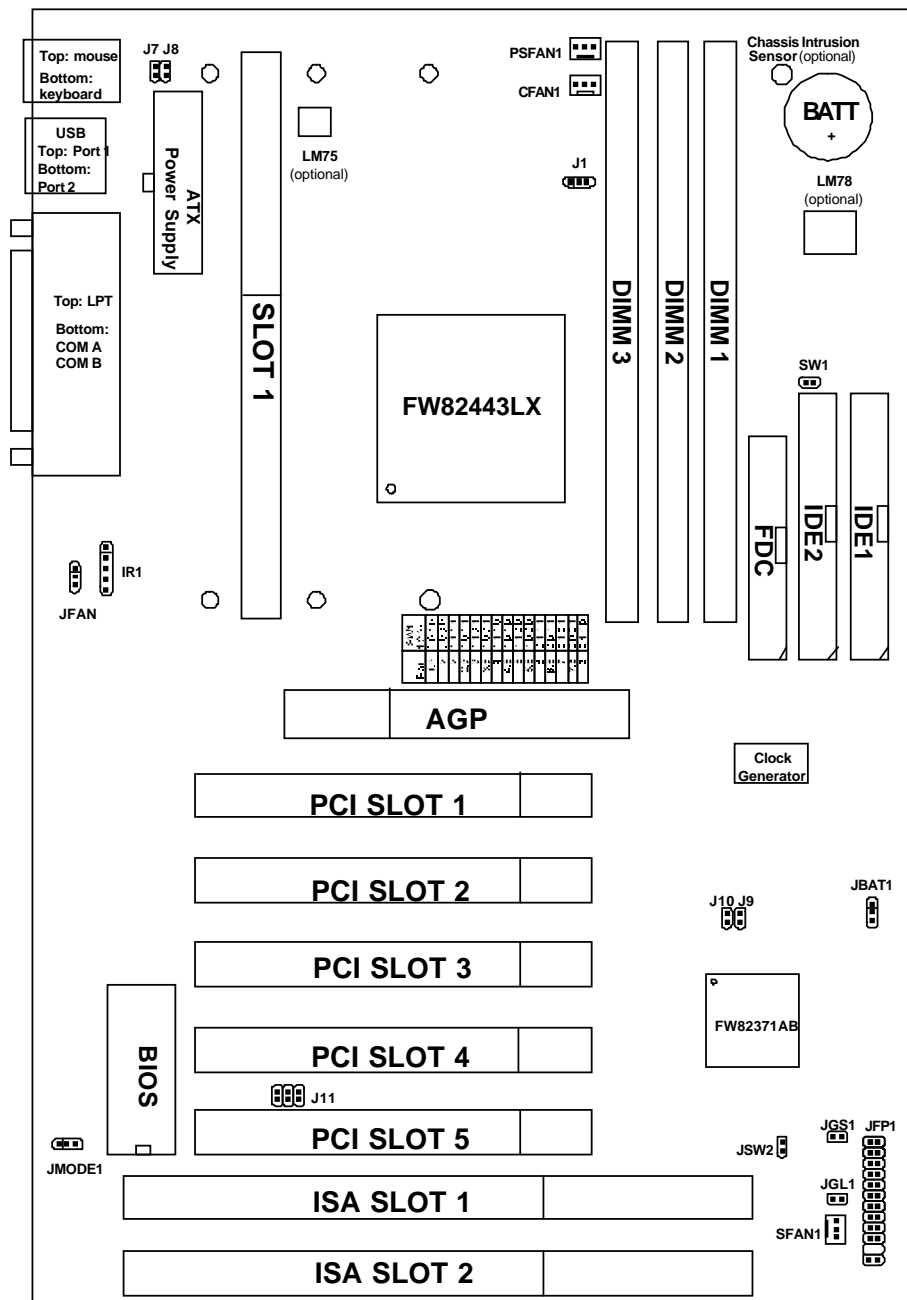 Top: mouse
Bottom:
keyboard
J7 J8
PSFAN1
CFAN1
Chassis Intrusion
Sensor (optional)
BATT
+
USB
Top: Port 1
Bottom:
Port 2
ATX
Power Supply
LM75
(optional)
J1
LM78
(optional)
Top: LPT
Bottom:
COM A
COM B
SLOT 1
FW82443LX
DIMM 3
DIMM 2
DIMM 1
SW1
FDC
IDE2
IDE1
JFAN
IR1
AGP
Clock
Generator
PCI SLOT 1
PCI SLOT 2
J10 J9
JBAT1
PCI SLOT 3
FW82371AB
BIOS
PCI SLOT 4
J11
PCI SLOT 5
JMODE1
JSW2
JGS1
JFP1
JGL1
SFAN1
ISA SLOT 1
ISA SLOT 2